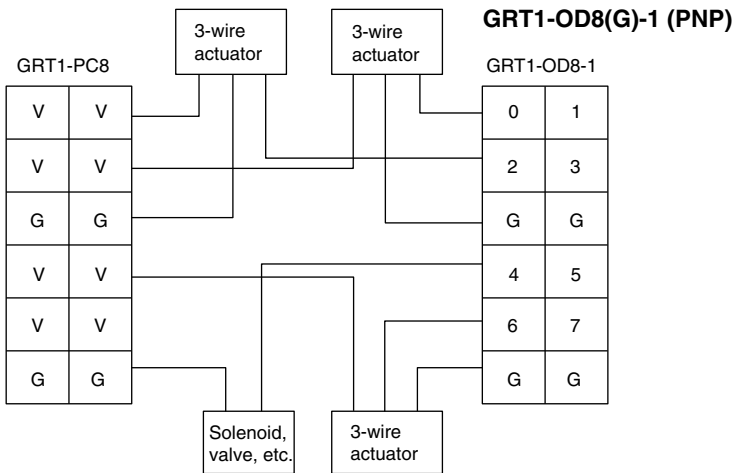 GRT1-OD8(G)-1 (PNP)
3-wire
actuator
3-wire
actuator
GRT1-PC8
GRT1-OD8-1
V V
0 1
V V
2 3
G G
G G
V V
4 5
V V
6 7
G G
G G
Solenoid,
valve, etc.
3-wire
actuator